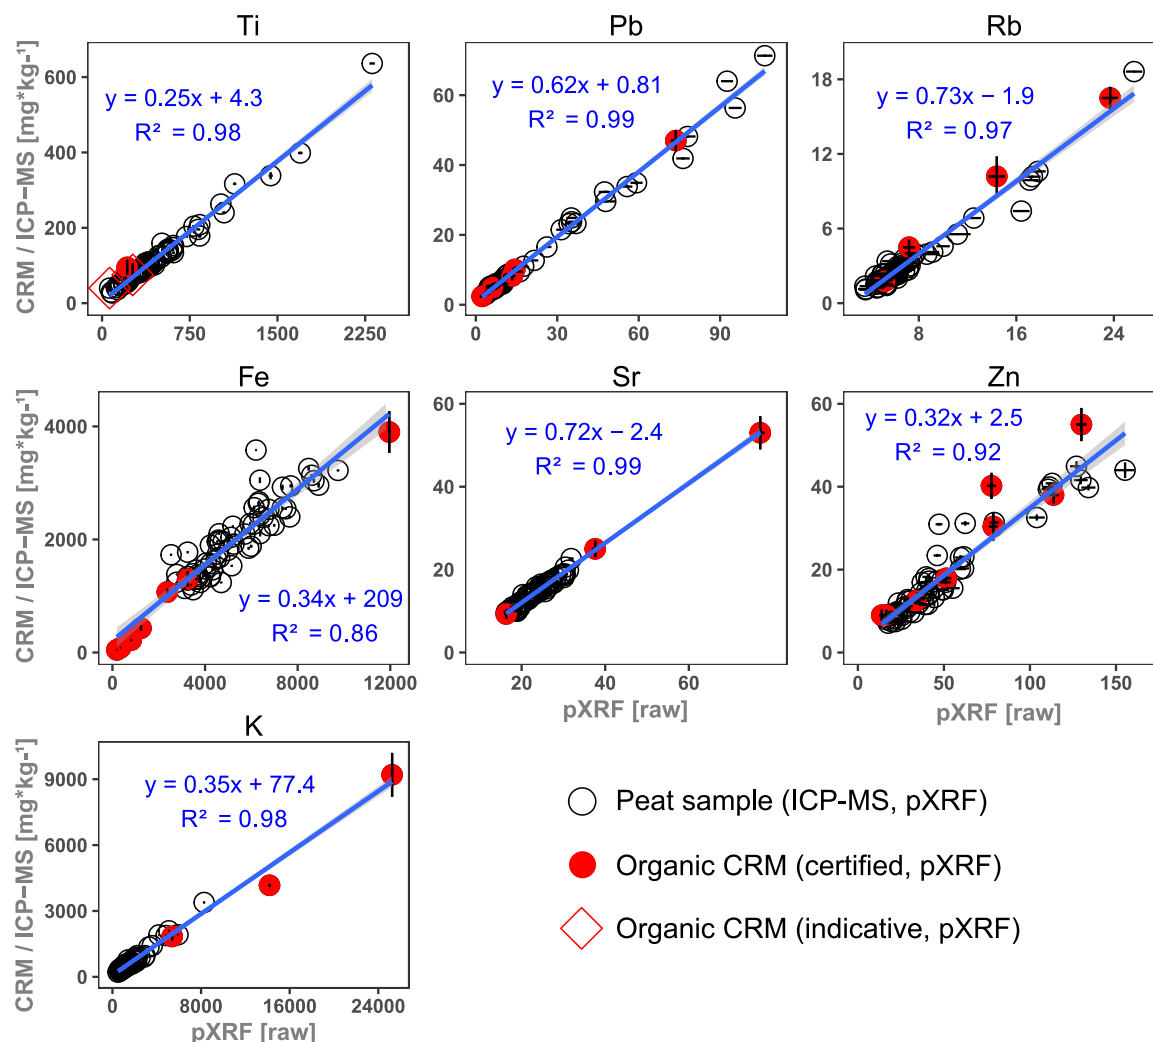 Ti
Pb
Rb
CRM / ICP−MS [mg*kg-¹]
600
400
200
0
y = 0.25x + 4.3
R² = 0.98
0
750
1500
2250
60
40
20
0
y = 0.62x + 0.81
R² = 0.99
0
30
60
90
18
12
6
0
y = 0.73x − 1.9
R² = 0.97
8
16
24
Fe
Sr
Zn
CRM / ICP−MS [mg*kg-¹]
4000
2000
0
y = 0.34x + 209
R² = 0.86
0
4000
8000
12000
60
40
20
0
y = 0.72x − 2.4
R² = 0.99
20
40
60
pXRF [raw]
60
40
20
0
y = 0.32x + 2.5
R² = 0.92
0
50
100
150
pXRF [raw]
K
CRM / ICP−MS [mg*kg-¹]
9000
6000
3000
0
y = 0.35x + 77.4
R² = 0.98
0
8000
16000
24000
pXRF [raw]
Peat sample (ICP-MS, pXRF)
Organic CRM (certified, pXRF)
Organic CRM (indicative, pXRF)